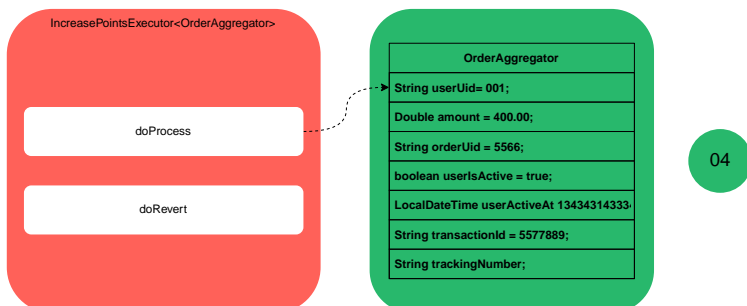 IncreasePointsExecutor<OrderAggregator>
doProcess
doRevert
OrderAggregator
String userUid= 001;
Double amount = 400.00;
String orderUid = 5566;
boolean userIsActive = true;
LocalDateTime userActiveAt 13434314333
String transactionId = 5577889;
String trackingNumber;
04